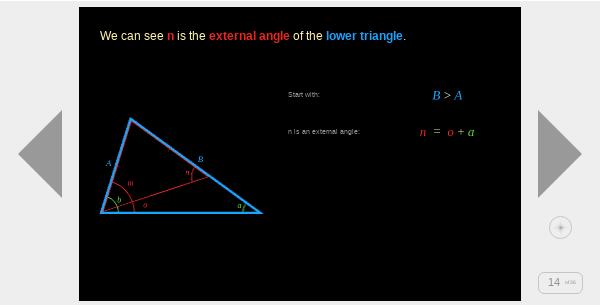 We can see n is the external angle of the lower triangle.
Start with:
B > A
n is an external angle:
n = o + a
A
B
m
n
b
o
a
14 of 36